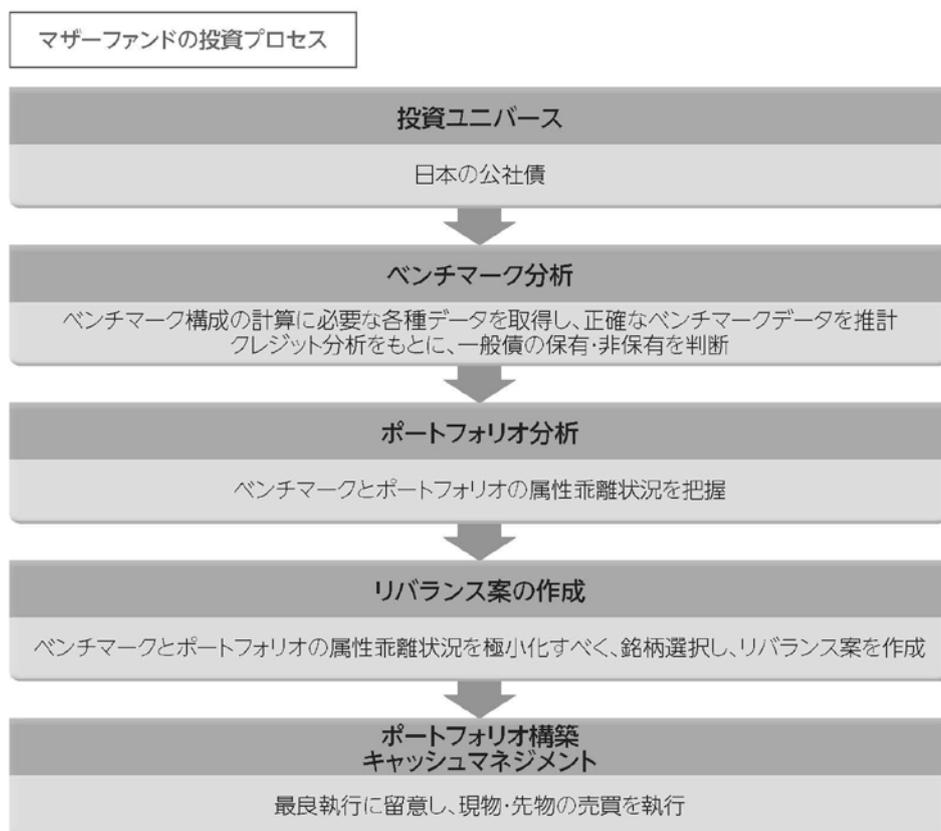 マザーファンドの投資プロセス
投資ユニバース
日本の公社債
ベンチマーク分析
ベンチマーク構成の計算に必要な各種データを取得し、正確なベンチマークデータを推計
クレジット分析をもとに、一般債の保有・非保有を判断
ポートフォリオ分析
ベンチマークとポートフォリオの属性乖離状況を把握
リバランス案の作成
ベンチマークとポートフォリオの属性乖離状況を極小化すべく、銘柄選択し、リバランス案を作成
ポートフォリオ構築
キャッシュマネジメント
最良執行に留意し、現物・先物の売買を執行